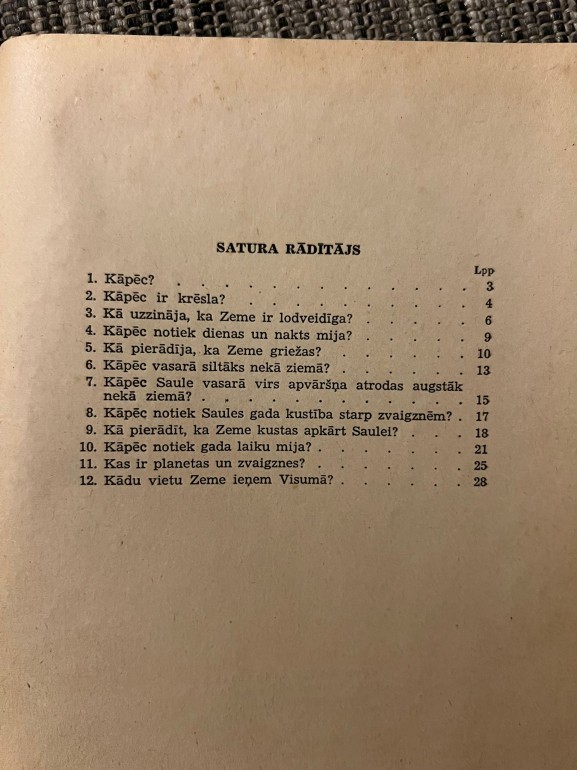 SATURA RĀDĪTĀJS
Lpp
1. Kāpēc? . . . . . . . . . . . . . 3
2. Kāpēc ir krēsla? . . . . . . . . . . 4
3. Kā uzzināja, ka Zeme ir lodveidīga? . . . . . 6
4. Kāpēc notiek dienas un nakts mija? . . . . . 9
5. Kā pierādīja, ka Zeme griežas? . . . . . . 10
6. Kāpēc vasarā siltāks nekā ziemā? . . . . . . 13
7. Kāpēc Saule vasarā virs apvāršņa atrodas augstāk
nekā ziemā? . . . . . . . . . . . . 15
8. Kāpēc notiek Saules gada kustība starp zvaigznēm? . 17
9. Kā pierādīt, ka Zeme kustas apkārt Saulei? . . . 18
10. Kāpēc notiek gada laiku mija? . . . . . . . 21
11. Kas ir planetas un zvaigznes? . . . . . . . 25
12. Kādu vietu Zeme ieņem Visumā? . . . . . . 28